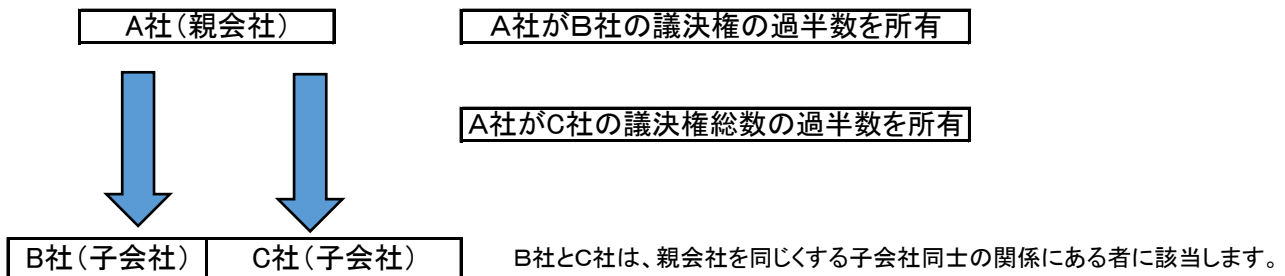 A社（親会社）
A社がB社の議決権の過半数を所有
A社がC社の議決権総数の過半数を所有
B社（子会社）
C社（子会社）
B社とC社は、親会社を同じくする子会社同士の関係にある者に該当します。